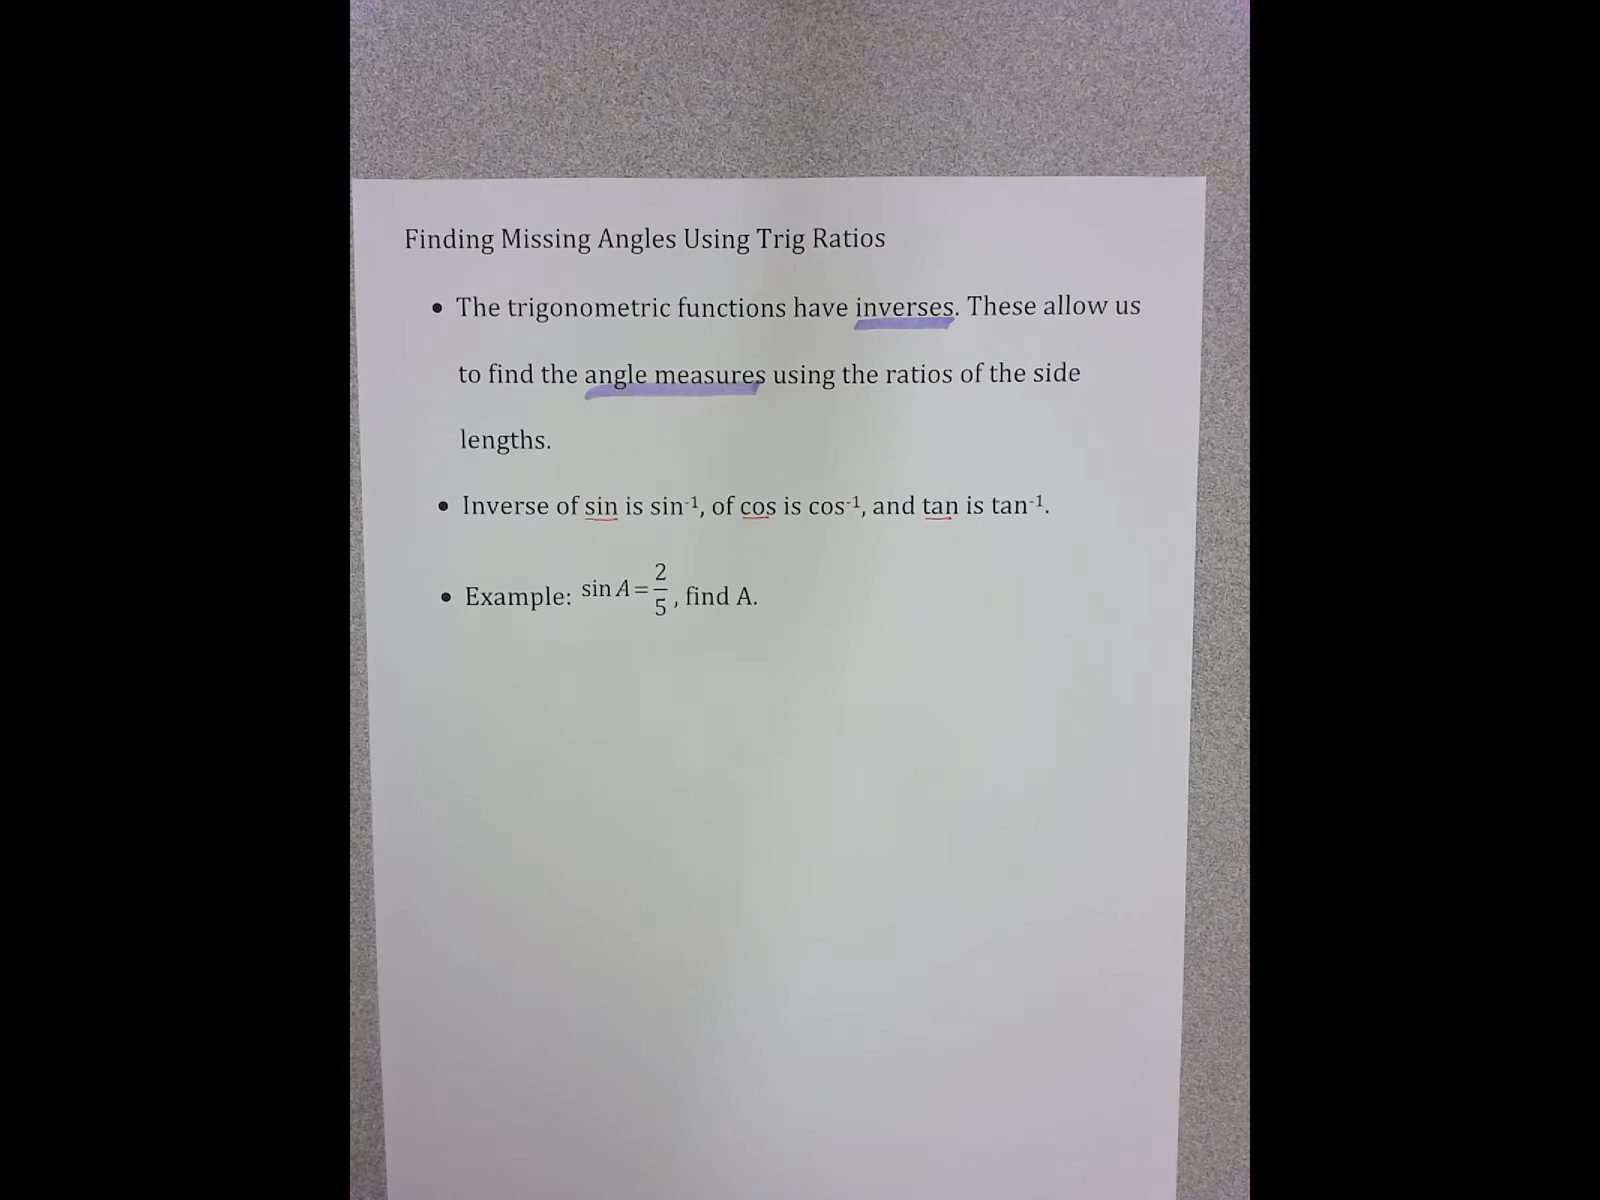 Finding Missing Angles Using Trig Ratios
• The trigonometric functions have inverses. These allow us
to find the angle measures using the ratios of the side
lengths.
• Inverse of sin is sin⁻¹, of cos is cos⁻¹, and tan is tan⁻¹.
• Example: sin A = 2/5, find A.